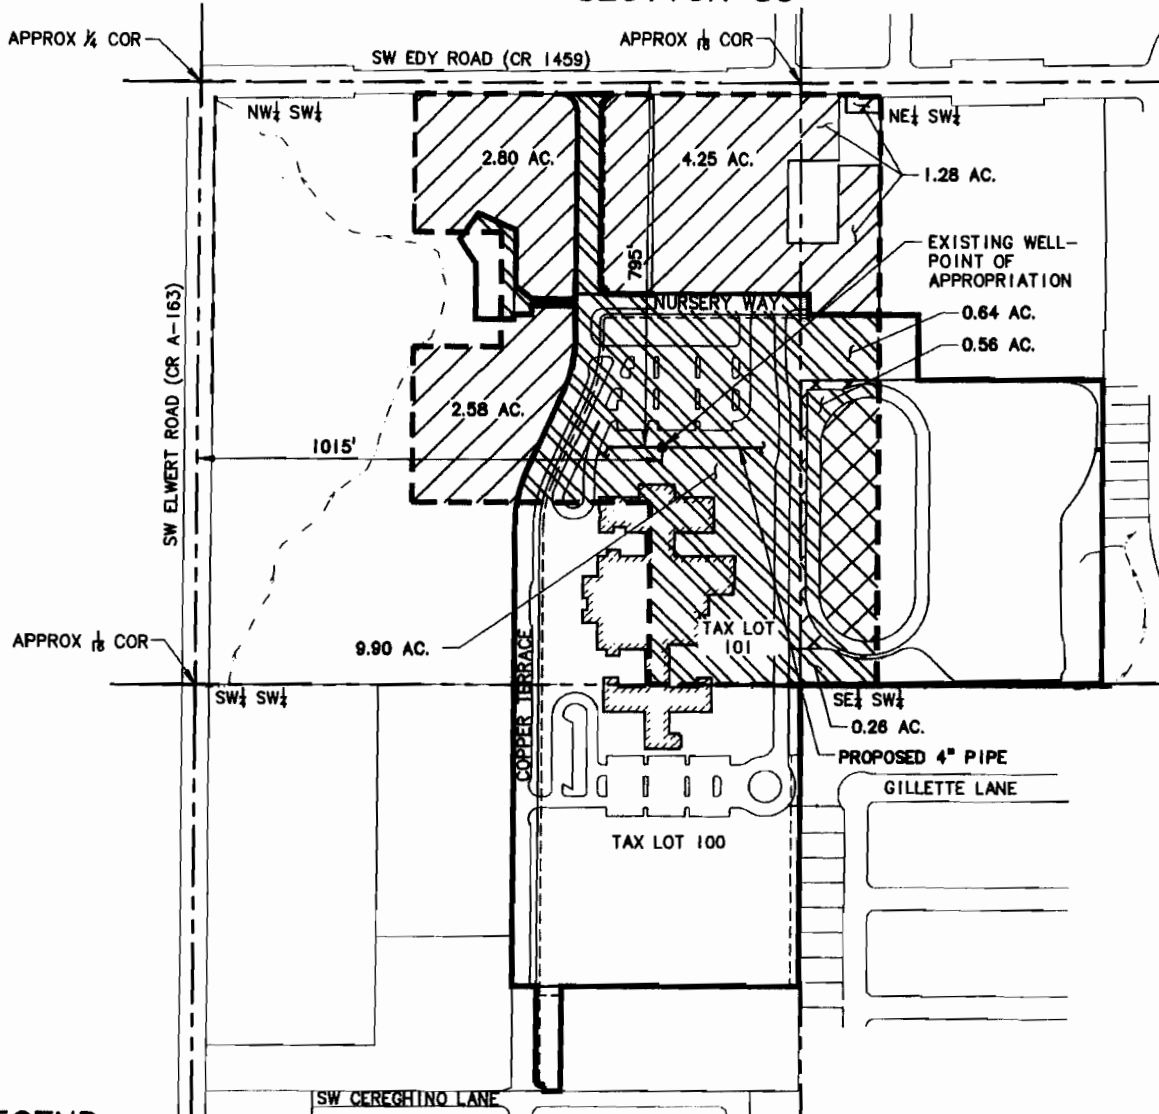 APPROX ¼ COR
APPROX 1/16 COR
SW EDY ROAD (CR 1459)
NW¼ SW¼
NE¼ SW¼
2.80 AC.
4.25 AC.
1.28 AC.
EXISTING WELL-
POINT OF
APPROPRIATION
795'
NURSERY WAY
0.64 AC.
0.56 AC.
SW ELWERT ROAD (CR A-163)
2.58 AC.
1015'
APPROX 1/16 COR
9.90 AC.
TAX LOT
101
COPPER TERRACE
SW¼ SW¼
SE¼ SW¼
0.26 AC.
PROPOSED 4" PIPE
GILLETTE LANE
TAX LOT 100
SW CEREGHINO LANE